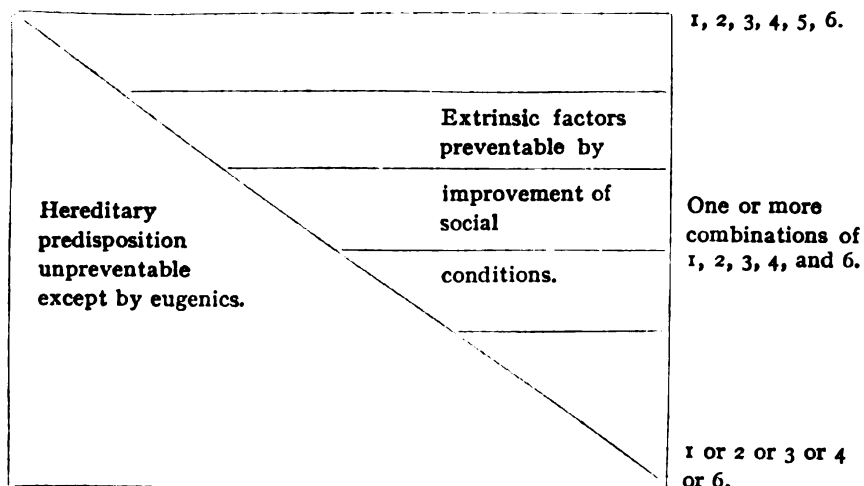 1, 2, 3, 4, 5, 6.
Extrinsic factors
preventable by
improvement of
social
conditions.
Hereditary
predisposition
unpreventable
except by eugenics.
One or more
combinations of
1, 2, 3, 4, and 6.
1 or 2 or 3 or 4
or 6.